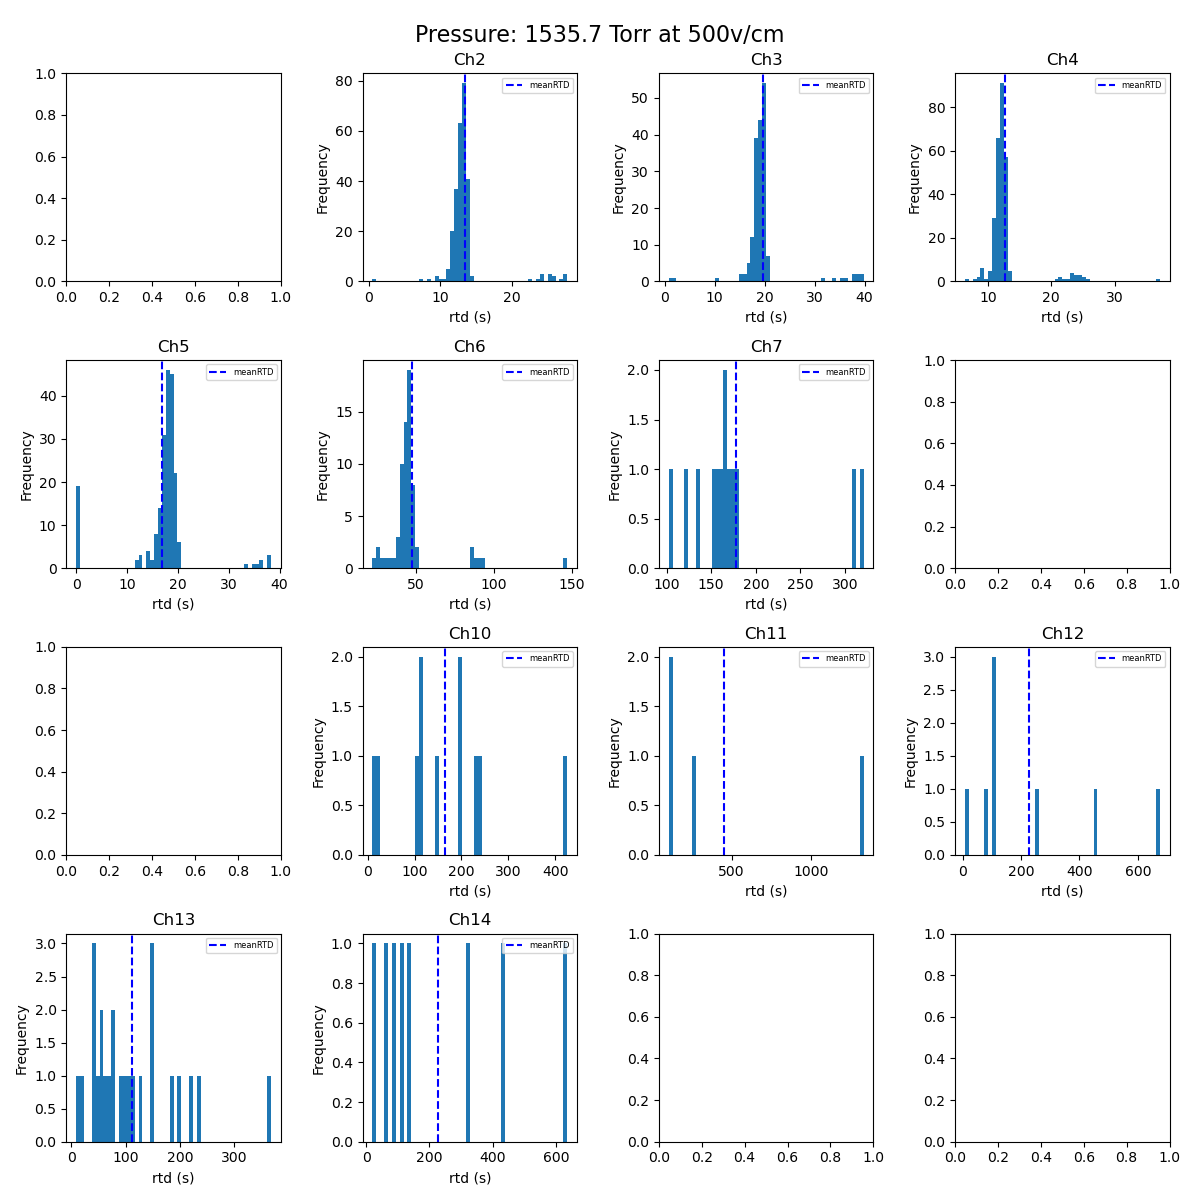 Pressure: 1535.7 Torr at 500v/cm
1.0
0.8
0.6
0.4
0.2
0.0
0.0 0.2 0.4 0.6 0.8 1.0
Ch2
meanRTD
Frequency
80
60
40
20
0
0 10 20
rtd (s)
Ch3
meanRTD
Frequency
50
40
30
20
10
0
0 10 20 30 40
rtd (s)
Ch4
meanRTD
Frequency
80
60
40
20
0
10 20 30
rtd (s)
Ch5
meanRTD
Frequency
40
30
20
10
0
0 10 20 30 40
rtd (s)
Ch6
meanRTD
Frequency
15
10
5
0
50 100 150
rtd (s)
Ch7
meanRTD
Frequency
2.0
1.5
1.0
0.5
0.0
100 150 200 250 300
rtd (s)
1.0
0.8
0.6
0.4
0.2
0.0
0.0 0.2 0.4 0.6 0.8 1.0
1.0
0.8
0.6
0.4
0.2
0.0
0.0 0.2 0.4 0.6 0.8 1.0
Ch10
meanRTD
Frequency
2.0
1.5
1.0
0.5
0.0
0 100 200 300 400
rtd (s)
Ch11
meanRTD
Frequency
2.0
1.5
1.0
0.5
0.0
500 1000
rtd (s)
Ch12
meanRTD
Frequency
3.0
2.5
2.0
1.5
1.0
0.5
0.0
0 200 400 600
rtd (s)
Ch13
meanRTD
Frequency
3.0
2.5
2.0
1.5
1.0
0.5
0.0
0 100 200 300
rtd (s)
Ch14
meanRTD
Frequency
1.0
0.8
0.6
0.4
0.2
0.0
0 200 400 600
rtd (s)
1.0
0.8
0.6
0.4
0.2
0.0
0.0 0.2 0.4 0.6 0.8 1.0
1.0
0.8
0.6
0.4
0.2
0.0
0.0 0.2 0.4 0.6 0.8 1.0